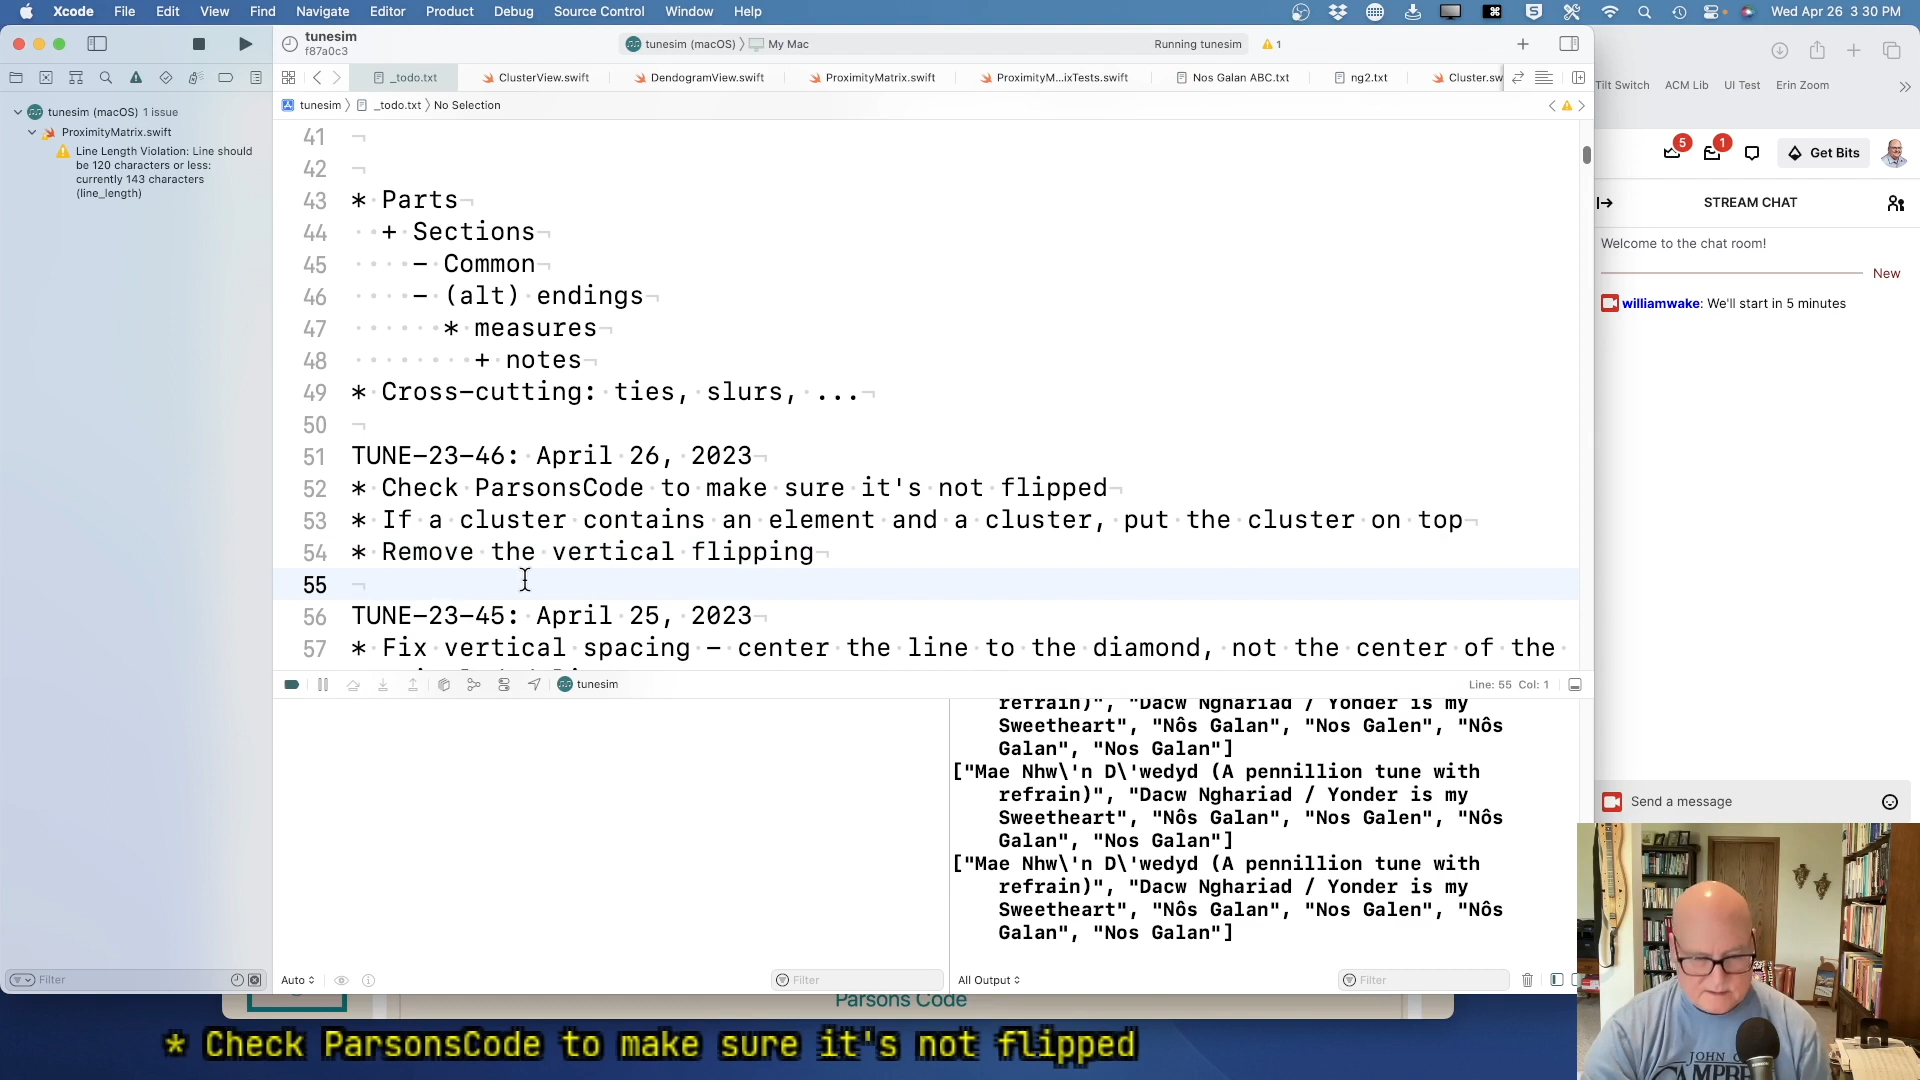 Xcode File Edit View Find Navigate Editor Product Debug Source Control Window Help
Wed Apr 26 3 30 PM
tunesim
f87a0c3
tunesim (macOS) 〉 My Mac
Running tunesim
1
_todo.txt ClusterView.swift DendogramView.swift ProximityMatrix.swift ProximityM...ixTests.swift Nos Galan ABC.txt ng2.txt Cluster.sw
tunesim 〉 _todo.txt 〉 No Selection
tunesim (macOS) 1 issue
ProximityMatrix.swift
Line Length Violation: Line should
be 120 characters or less:
currently 143 characters
(line_length)
Filter
41 ¬
42 ¬
43 * Parts¬
44 + Sections¬
45 - Common¬
46 - (alt) endings¬
47 * measures¬
48 + notes¬
49 * Cross-cutting: ties, slurs, ...¬
50 ¬
51 TUNE-23-46: April 26, 2023¬
52 * Check ParsonsCode to make sure it's not flipped¬
53 * If a cluster contains an element and a cluster, put the cluster on top¬
54 * Remove the vertical flipping¬
55 ¬
56 TUNE-23-45: April 25, 2023¬
57 * Fix vertical spacing - center the line to the diamond, not the center of the
tunesim
Line: 55 Col: 1
refrain)", "Dacw Nghariad / Yonder is my
Sweetheart", "Nôs Galan", "Nos Galen", "Nôs
Galan", "Nos Galan"]
["Mae Nhw\'n D\'wedyd (A pennillion tune with
refrain)", "Dacw Nghariad / Yonder is my
Sweetheart", "Nôs Galan", "Nos Galen", "Nôs
Galan", "Nos Galan"]
["Mae Nhw\'n D\'wedyd (A pennillion tune with
refrain)", "Dacw Nghariad / Yonder is my
Sweetheart", "Nôs Galan", "Nos Galen", "Nôs
Galan", "Nos Galan"]
Auto
Filter
All Output
Filter
Tilt Switch ACM Lib UI Test Erin Zoom
5 1 Get Bits
STREAM CHAT
Welcome to the chat room!
New
williamwake: We'll start in 5 minutes
Send a message
Parsons Code
* Check ParsonsCode to make sure it's not flipped